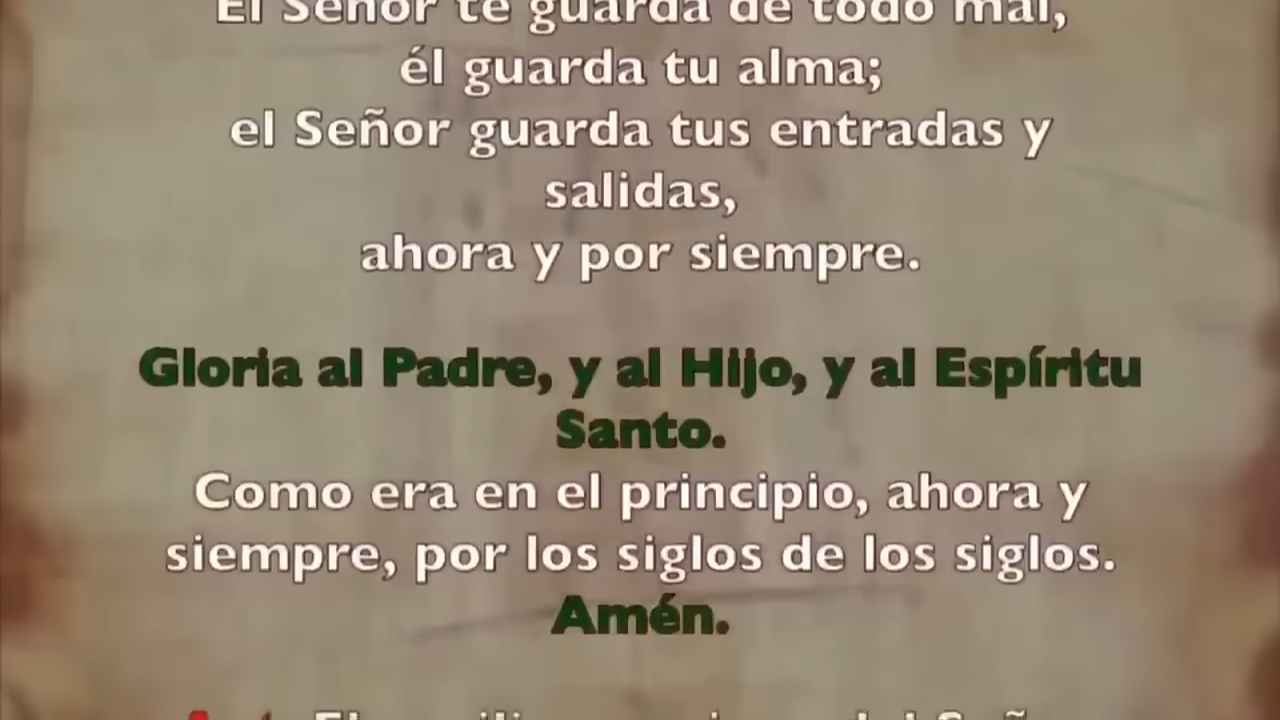 El Señor te guarda de todo mal,
él guarda tu alma;
el Señor guarda tus entradas y
salidas,
ahora y por siempre.
Gloria al Padre, y al Hijo, y al Espíritu
Santo.
Como era en el principio, ahora y
siempre, por los siglos de los siglos.
Amén.